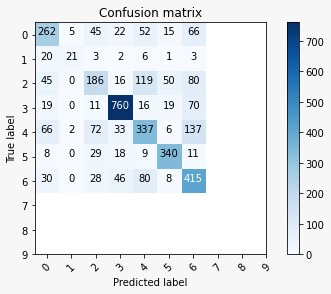 Confusion matrix
0 262 5 45 22 52 15 66
1 20 21 3 2 6 1 3
2 45 0 186 16 119 50 80
3 19 0 11 760 16 19 70
4 66 2 72 33 337 6 137
5 8 0 29 18 9 340 11
6 30 0 28 46 80 8 415
7
8
9
0 1 2 3 4 5 6 7 8 9
True label
Predicted label
700
600
500
400
300
200
100
0